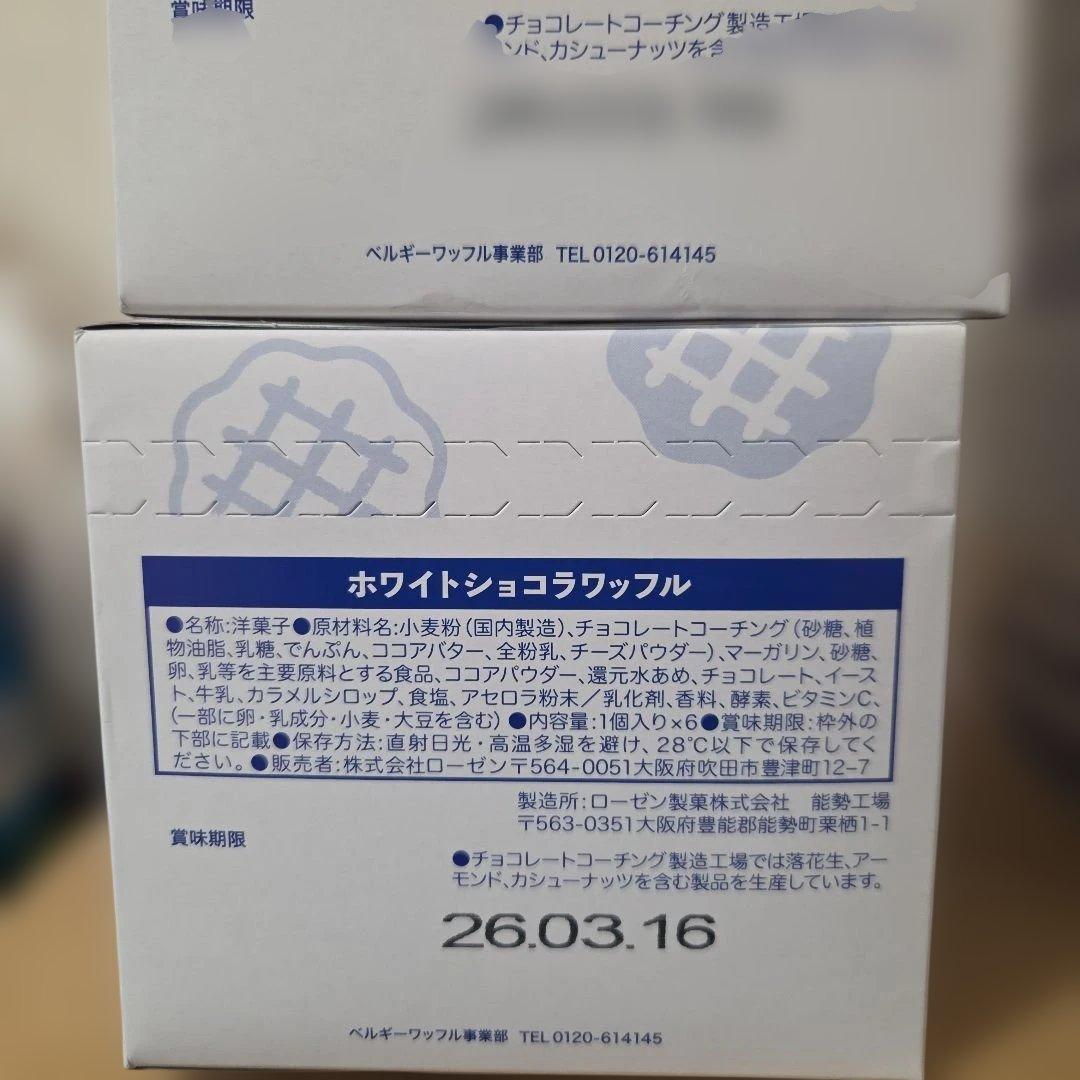 賞味期限
●チョコレートコーチング製造工場
ンド、カシューナッツを含
ベルギーワッフル事業部 TEL 0120-614145
ホワイトショコラワッフル
●名称:洋菓子●原材料名:小麦粉(国内製造)、チョコレートコーチング(砂糖、植
物油脂、乳糖、でんぷん、ココアバター、全粉乳、チーズパウダー)、マーガリン、砂糖、
卵、乳等を主要原料とする食品、ココアパウダー、還元水あめ、チョコレート、イース
ト、牛乳、カラメルシロップ、食塩、アセロラ粉末/乳化剤、香料、酵素、ビタミンC、
(一部に卵・乳成分・小麦・大豆を含む)●内容量:1個入り×6●賞味期限:枠外の
下部に記載●保存方法:直射日光・高温多湿を避け、28℃以下で保存してく
ださい。●販売者:株式会社ローゼン〒564-0051大阪府吹田市豊津町12-7
製造所:ローゼン製菓株式会社 能勢工場
〒563-0351大阪府豊能郡能勢町栗栖1-1
賞味期限
●チョコレートコーチング製造工場では落花生、アー
モンド、カシューナッツを含む製品を生産しています。
26.03.16
ベルギーワッフル事業部 TEL 0120-614145